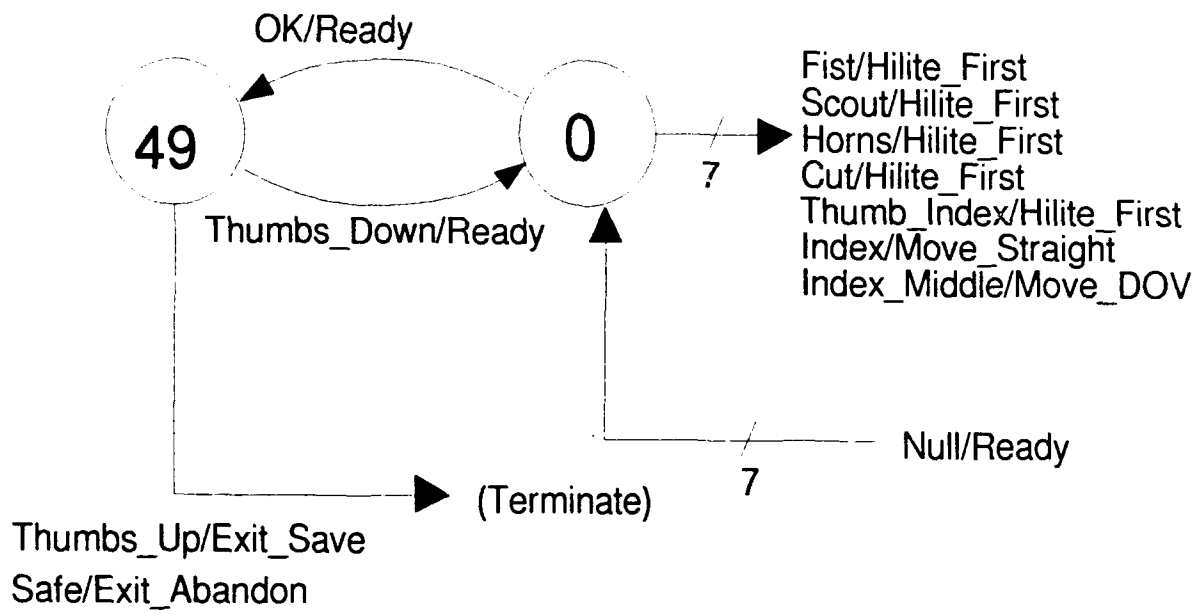 OK/Ready
49
0
7
Fist/Hilite_First
Scout/Hilite_First
Horns/Hilite_First
Cut/Hilite_First
Thumb_Index/Hilite_First
Index/Move_Straight
Index_Middle/Move_DOV
Thumbs_Down/Ready
Null/Ready
7
(Terminate)
Thumbs_Up/Exit_Save
Safe/Exit_Abandon